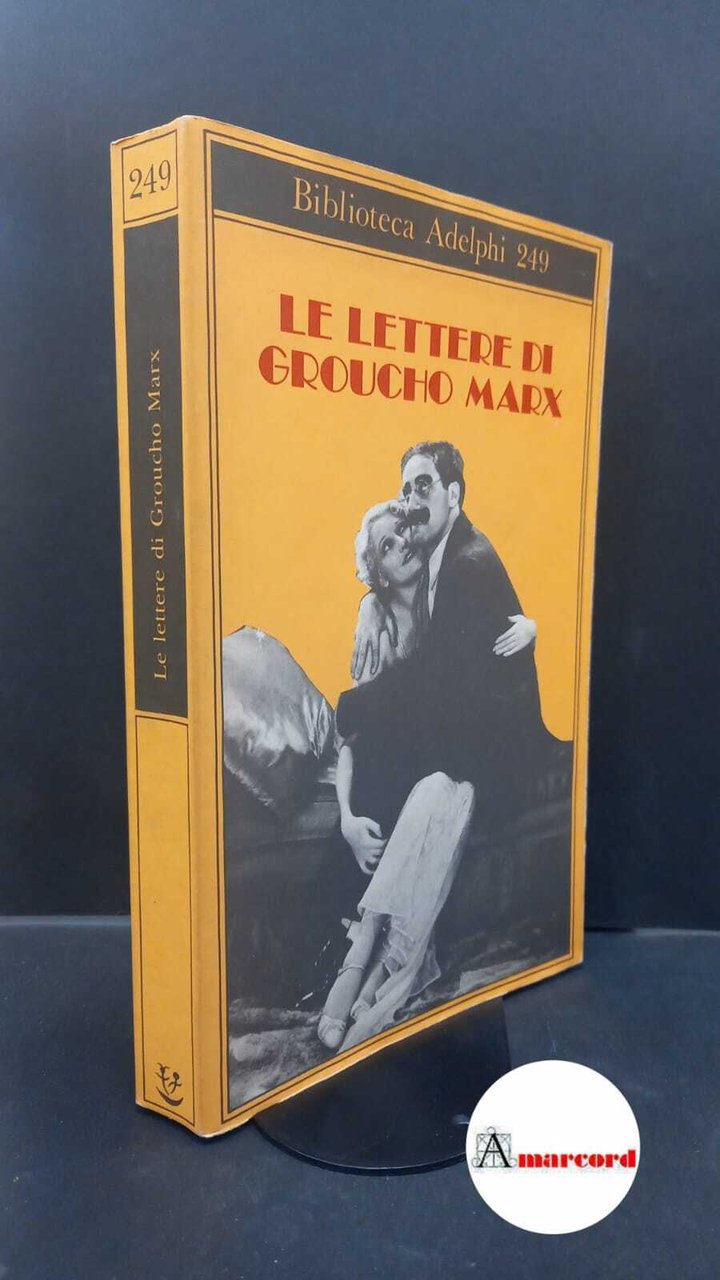 249
Le lettere di Groucho Marx
Biblioteca Adelphi 249
LE LETTERE DI
GROUCHO MARX
Amarcord